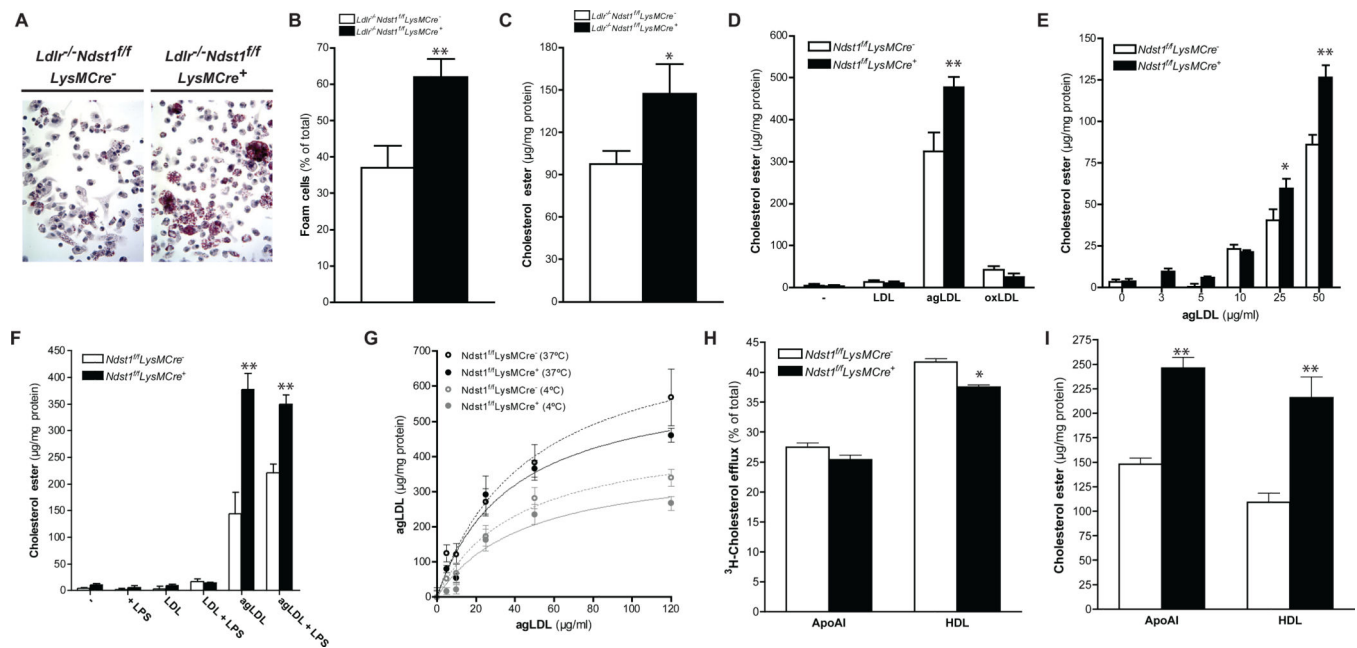 A
Ldlr-/-Ndst1f/f
LysMCre-
Ldlr-/-Ndst1f/f
LysMCre+
B
Ldlr-/-Ndst1f/fLysMCre-
Ldlr-/-Ndst1f/fLysMCre+
Foam cells (% of total)
70
60
50
40
30
20
10
0
**
C
Ldlr-/-Ndst1f/fLysMCre-
Ldlr-/-Ndst1f/fLysMCre+
Cholesterol ester (µg/mg protein)
180
150
120
90
60
30
0
*
D
Ndst1f/fLysMCre-
Ndst1f/fLysMCre+
Cholesterol ester (µg/mg protein)
600
500
400
300
200
100
0
**
- LDL agLDL oxLDL
E
Ndst1f/fLysMCre-
Ndst1f/fLysMCre+
Cholesterol ester (µg/mg protein)
150
125
100
75
50
25
0
*
**
0 3 5 10 25 50
agLDL (µg/ml)
F
Ndst1f/fLysMCre-
Ndst1f/fLysMCre+
Cholesterol ester (µg/mg protein)
450
400
350
300
250
200
150
100
50
0
**
**
- + LPS LDL LDL + LPS agLDL agLDL + LPS
G
Ndst1f/fLysMCre- (37ºC)
Ndst1f/fLysMCre+ (37ºC)
Ndst1f/fLysMCre- (4ºC)
Ndst1f/fLysMCre+ (4ºC)
agLDL (µg/mg protein)
700
600
500
400
300
200
100
0
0 20 40 60 80 100 120
agLDL (µg/ml)
H
Ndst1f/fLysMCre-
Ndst1f/fLysMCre+
3H-Cholesterol efflux (% of total)
45
40
35
30
25
20
15
10
5
0
*
ApoAI HDL
I
Cholesterol ester (µg/mg protein)
275
250
225
200
175
150
125
100
75
50
25
0
**
**
ApoAI HDL